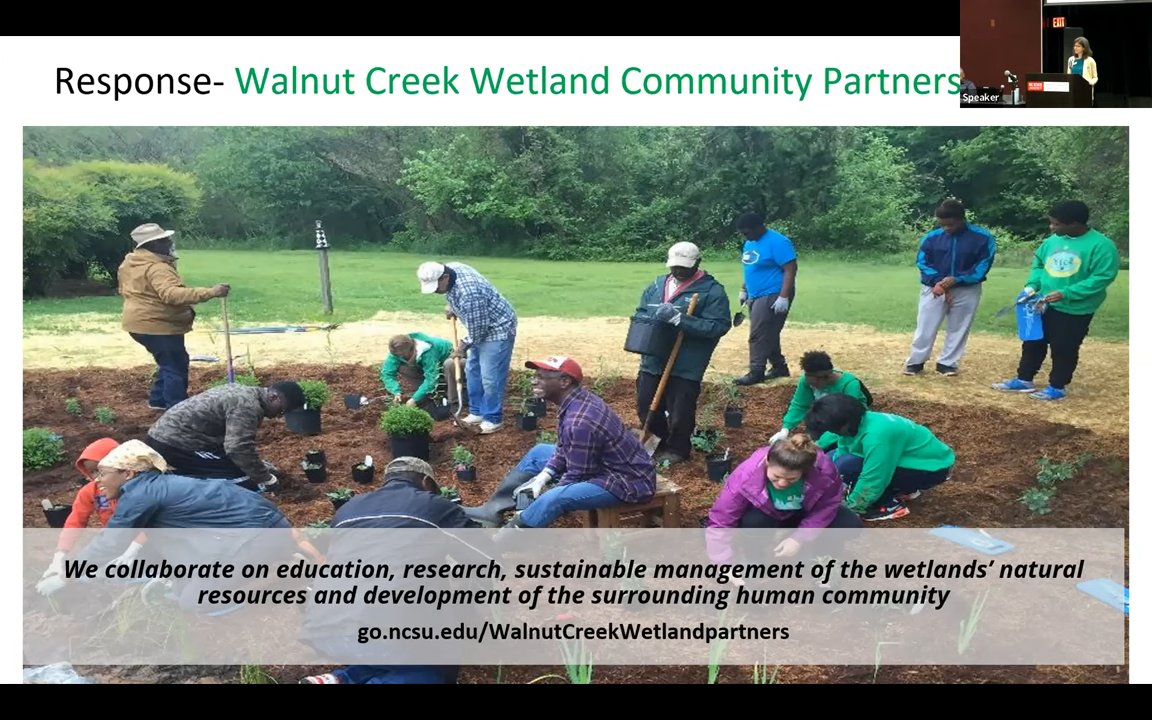 Response- Walnut Creek Wetland Community Partners
EXIT
Speaker
We collaborate on education, research, sustainable management of the wetlands’ natural
resources and development of the surrounding human community
go.ncsu.edu/WalnutCreekWetlandpartners